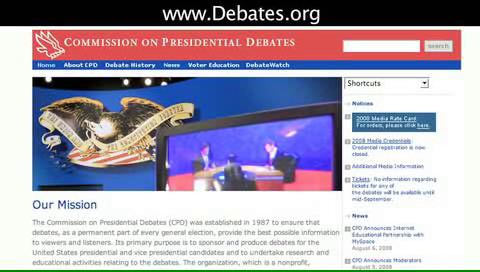 www.Debates.org
COMMISSION ON PRESIDENTIAL DEBATES
search
Home About CPD Debate History News Voter Education DebateWatch
Shortcuts
Notices
2008 Media Rate Card
For orders, please click here.
2008 Media Credentials:
Credential registration is now
closed.
Additional Media Information
Tickets: No information regarding
tickets for any of
the debates will be available until
mid-September.
News
CPD Announces Internet
Educational Partnership with
MySpace
August 6, 2008
CPD Announces Moderators
August 5, 2008
Our Mission
The Commission on Presidential Debates (CPD) was established in 1987 to ensure that
debates, as a permanent part of every general election, provide the best possible information
to viewers and listeners. Its primary purpose is to sponsor and produce debates for the
United States presidential and vice presidential candidates and to undertake research and
educational activities relating to the debates. The organization, which is a nonprofit,